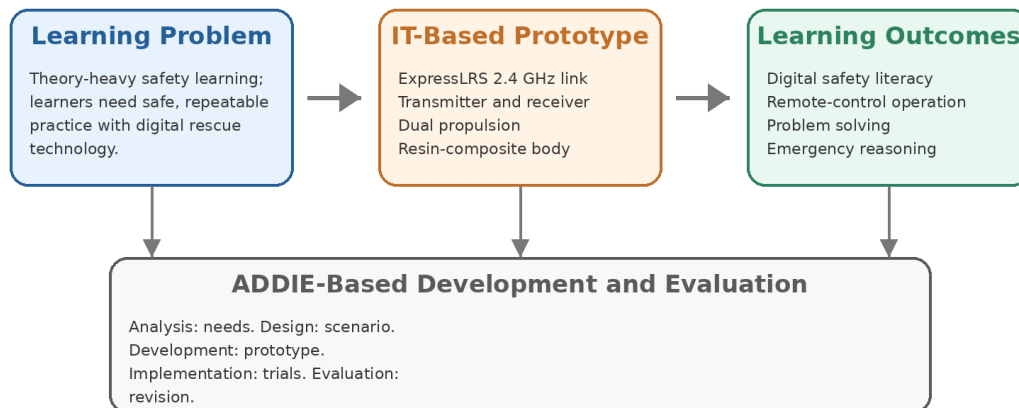 Learning Problem
Theory-heavy safety learning;
learners need safe, repeatable
practice with digital rescue
technology.
IT-Based Prototype
ExpressLRS 2.4 GHz link
Transmitter and receiver
Dual propulsion
Resin-composite body
Learning Outcomes
Digital safety literacy
Remote-control operation
Problem solving
Emergency reasoning
ADDIE-Based Development and Evaluation
Analysis: needs. Design: scenario.
Development: prototype.
Implementation: trials. Evaluation:
revision.